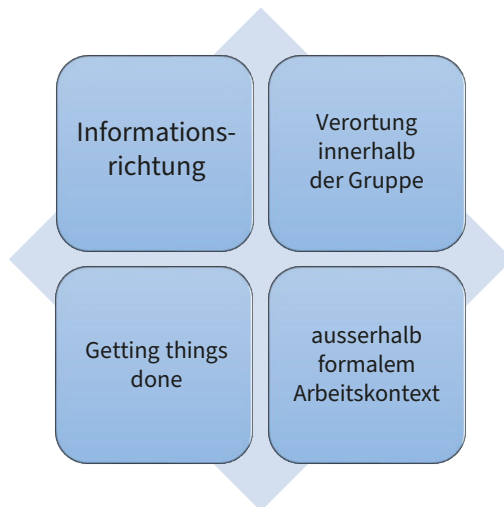 Informations-
richtung
Verortung
innerhalb
der Gruppe
Getting things
done
ausserhalb
formalem
Arbeitskontext